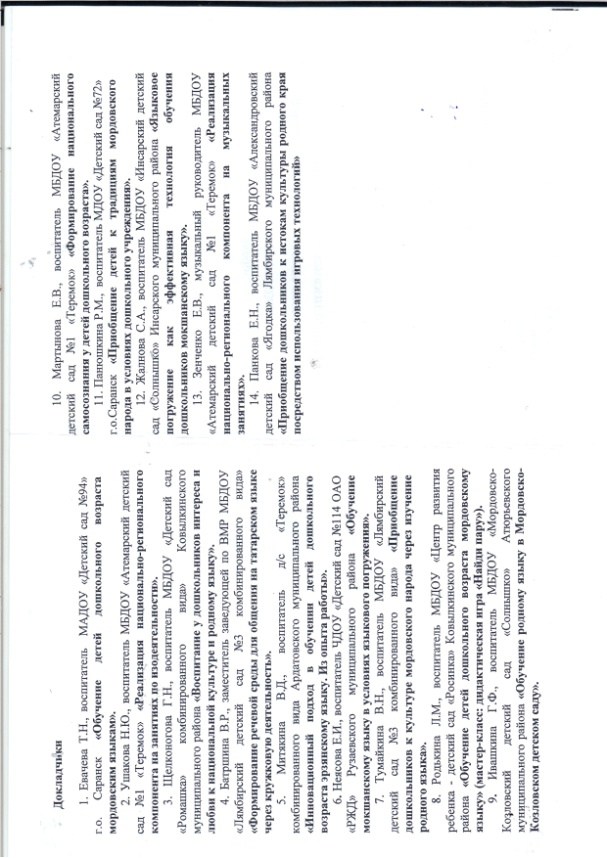 Докладчики
1. Евачева Т.Н., воспитатель МАДОУ «Детский сад №94»
г.о. Саранск «Обучение детей дошкольного возраста
мордовским языкам».
2. Ушакова Н.Ю., воспитатель МБДОУ «Атемарский детский
сад №1 «Теремок» «Реализация национально-регионального
компонента на занятиях по изодеятельности».
3. Щелконогова Г.Н., воспитатель МБДОУ «Детский сад
«Ромашка» комбинированного вида» Ковылкинского
муниципального района «Воспитание у дошкольников интереса и
любви к национальной культуре и родному языку».
4. Батршина В.Р., заместитель заведующей по ВМР МБДОУ
«Лямбирский детский сад №3 комбинированного вида»
«Формирование речевой среды для общения на татарском языке
через кружковую деятельность».
5. Митякина В.Д., воспитатель д/с «Теремок»
комбинированного вида Ардатовского муниципального района
«Инновационный подход в обучении детей дошкольного
возраста эрзянскому языку. Из опыта работы».
6. Неясова Е.И., воспитатель ЧДОУ «Детский сад №114 ОАО
«РЖД» Рузаевского муниципального района «Обучение
мокшанскому языку в условиях языкового погружения».
7. Тумайкина В.Н., воспитатель МБДОУ «Лямбирский
детский сад №3 комбинированного вида» «Приобщение
дошкольников к культуре мордовского народа через изучение
родного языка».
8. Родькина Л.М., воспитатель МБДОУ «Центр развития
ребенка - детский сад «Росинка» Ковылкинского муниципального
района «Обучение детей дошкольного возраста мордовскому
языку» (мастер-класс: дидактическая игра «Найди пару»).
9. Ивашкина Г.Ф., воспитатель МБДОУ «Мордовско-
Козловский детский сад «Солнышко» Атюрьевского
муниципального района «Обучение родному языку в Мордовско-
Козловском детском саду».
10. Мартынова Е.В., воспитатель МБДОУ «Атемарский
детский сад №1 «Теремок» «Формирование национального
самосознания у детей дошкольного возраста».
11. Панюшкина Р.М., воспитатель МДОУ «Детский сад №72»
г.о.Саранск «Приобщение детей к традициям мордовского
народа в условиях дошкольного учреждения».
12. Жалнова С.А., воспитатель МБДОУ «Инсарский детский
сад «Солнышко» Инсарского муниципального района «Языковое
погружение как эффективная технология обучения
дошкольников мокшанскому языку».
13. Зенченко Е.В., музыкальный руководитель МБДОУ
«Атемарский детский сад №1 «Теремок» «Реализация
национально-регионального компонента на музыкальных
занятиях».
14. Панкова Е.Н., воспитатель МБДОУ «Александровский
детский сад «Ягодка» Лямбирского муниципального района
«Приобщение дошкольников к истокам культуры родного края
посредством использования игровых технологий»